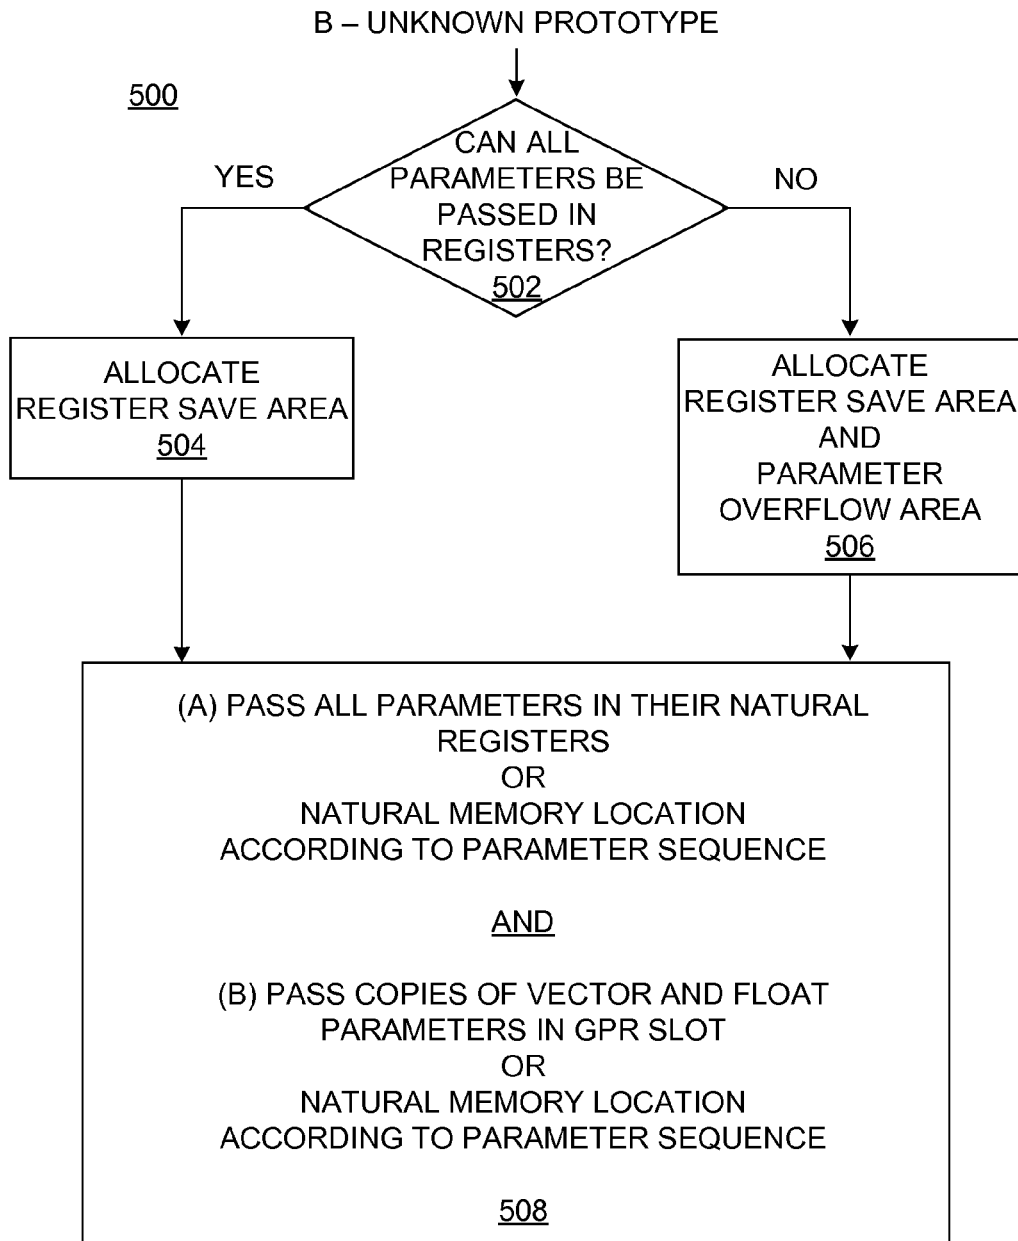 B – UNKNOWN PROTOTYPE
500
CAN ALL
PARAMETERS BE
PASSED IN
REGISTERS?
502
YES
NO
ALLOCATE
REGISTER SAVE AREA
504
ALLOCATE
REGISTER SAVE AREA
AND
PARAMETER
OVERFLOW AREA
506
(A) PASS ALL PARAMETERS IN THEIR NATURAL
REGISTERS
OR
NATURAL MEMORY LOCATION
ACCORDING TO PARAMETER SEQUENCE
AND
(B) PASS COPIES OF VECTOR AND FLOAT
PARAMETERS IN GPR SLOT
OR
NATURAL MEMORY LOCATION
ACCORDING TO PARAMETER SEQUENCE
508